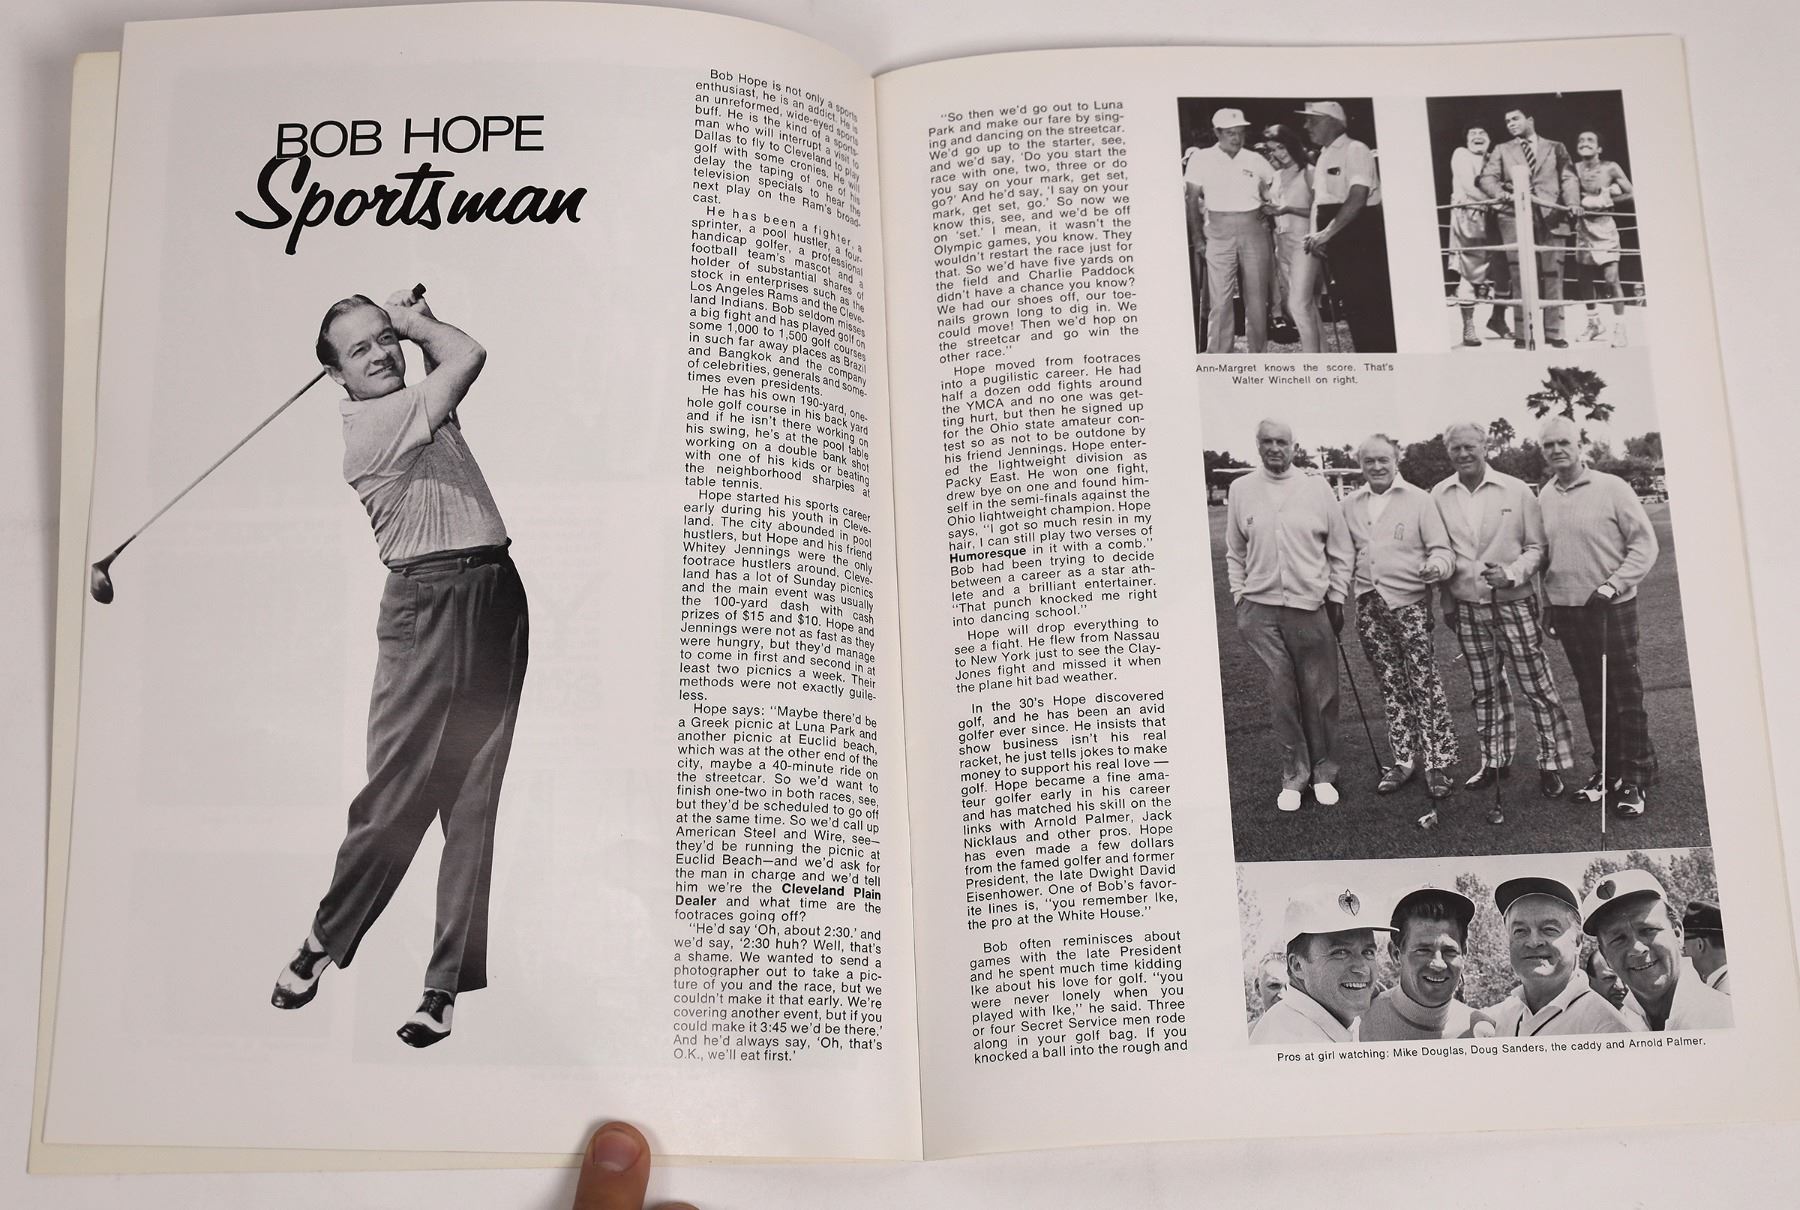 BOB HOPE
Sportsman
Bob Hope is not only a sports
enthusiast, he is an addict. He is
an unreformed, wide-eyed sports
buff. He is the kind of a sports-
man who will interrupt a visit to
Dallas to fly to Cleveland to play
golf with some cronies. He will
delay the taping of one of his
television specials to hear the
next play on the Ram's broad-
cast.
He has been a fighter, a
sprinter, a pool hustler, a four-
handicap golfer, a professional
football team's mascot and a
holder of substantial shares of
stock in enterprises such as the
Los Angeles Rams and the Cleve-
land Indians. Bob seldom misses
a big fight and has played golf on
some 1,000 to 1,500 golf courses
in such far away places as Brazil
and Bangkok and the company
of celebrities, generals and some-
times even presidents.
He has his own 190-yard, one-
hole golf course in his back yard
and if he isn't there working on
his swing, he's at the pool table
working on a double bank shot
with one of his kids or beating
the neighborhood sharpies at
table tennis.
Hope started his sports career
early during his youth in Cleve-
land. The city abounded in pool
hustlers, but Hope and his friend
Whitey Jennings were the only
footrace hustlers around. Cleve-
land has a lot of Sunday picnics
and the main event was usually
the 100-yard dash with cash
prizes of $15 and $10. Hope and
Jennings were not as fast as they
were hungry, but they'd manage
to come in first and second in at
least two picnics a week. Their
methods were not exactly guile-
less.
Hope says: "Maybe there'd be
a Greek picnic at Luna Park and
another picnic at Euclid beach,
which was at the other end of the
city, maybe a 40-minute ride on
the streetcar. So we'd want to
finish one-two in both races, see,
but they'd be scheduled to go off
at the same time. So we'd call up
American Steel and Wire, see—
they'd be running the picnic at
Euclid Beach—and we'd ask for
the man in charge and we'd tell
him we're the Cleveland Plain
Dealer and what time are the
footraces going off?
"He'd say 'Oh, about 2:30.' and
we'd say, '2:30 huh? Well, that's
a shame. We wanted to send a
photographer out to take a pic-
ture of you and the race, but we
couldn't make it that early. We're
covering another event, but if you
could make it 3:45 we'd be there.'
And he'd always say, 'Oh, that's
O.K., we'll eat first.'
"So then we'd go out to Luna
Park and make our fare by sing-
ing and dancing on the streetcar.
We'd go up to the starter, see,
and we'd say, 'Do you start the
race with one, two, three or do
you say on your mark, get set,
go?' And he'd say, 'I say on your
mark, get set, go.' So now we
know this, see, and we'd be off
on 'set.' I mean, it wasn't the
Olympic games, you know. They
wouldn't restart the race just for
that. So we'd have five yards on
the field and Charlie Paddock
didn't have a chance you know?
We had our shoes off, our toe-
nails grown long to dig in. We
could move! Then we'd hop on
the streetcar and go win the
other race."
Hope moved from footraces
into a pugilistic career. He had
half a dozen odd fights around
the YMCA and no one was get-
ting hurt, but then he signed up
for the Ohio state amateur con-
test so as not to be outdone by
his friend Jennings. Hope enter-
ed the lightweight division as
Packy East. He won one fight,
drew bye on one and found him-
self in the semi-finals against the
Ohio lightweight champion. Hope
says, "I got so much resin in my
hair, I can still play two verses of
Humoresque in it with a comb."
Bob had been trying to decide
between a career as a star ath-
lete and a brilliant entertainer.
"That punch knocked me right
into dancing school."
Hope will drop everything to
see a fight. He flew from Nassau
to New York just to see the Clay-
Jones fight and missed it when
the plane hit bad weather.
In the 30's Hope discovered
golf, and he has been an avid
golfer ever since. He insists that
show business isn't his real
racket, he just tells jokes to make
money to support his real love —
golf. Hope became a fine ama-
teur golfer early in his career
and has matched his skill on the
links with Arnold Palmer, Jack
Nicklaus and other pros. Hope
has even made a few dollars
from the famed golfer and former
President, the late Dwight David
Eisenhower. One of Bob's favor-
ite lines is, "you remember Ike,
the pro at the White House."
Bob often reminisces about
games with the late President
and he spent much time kidding
Ike about his love for golf. "you
were never lonely when you
played with Ike," he said. Three
or four Secret Service men rode
along in your golf bag. If you
knocked a ball into the rough and
Ann-Margret knows the score. That's
Walter Winchell on right.
Pros at girl watching: Mike Douglas, Doug Sanders, the caddy and Arnold Palmer.